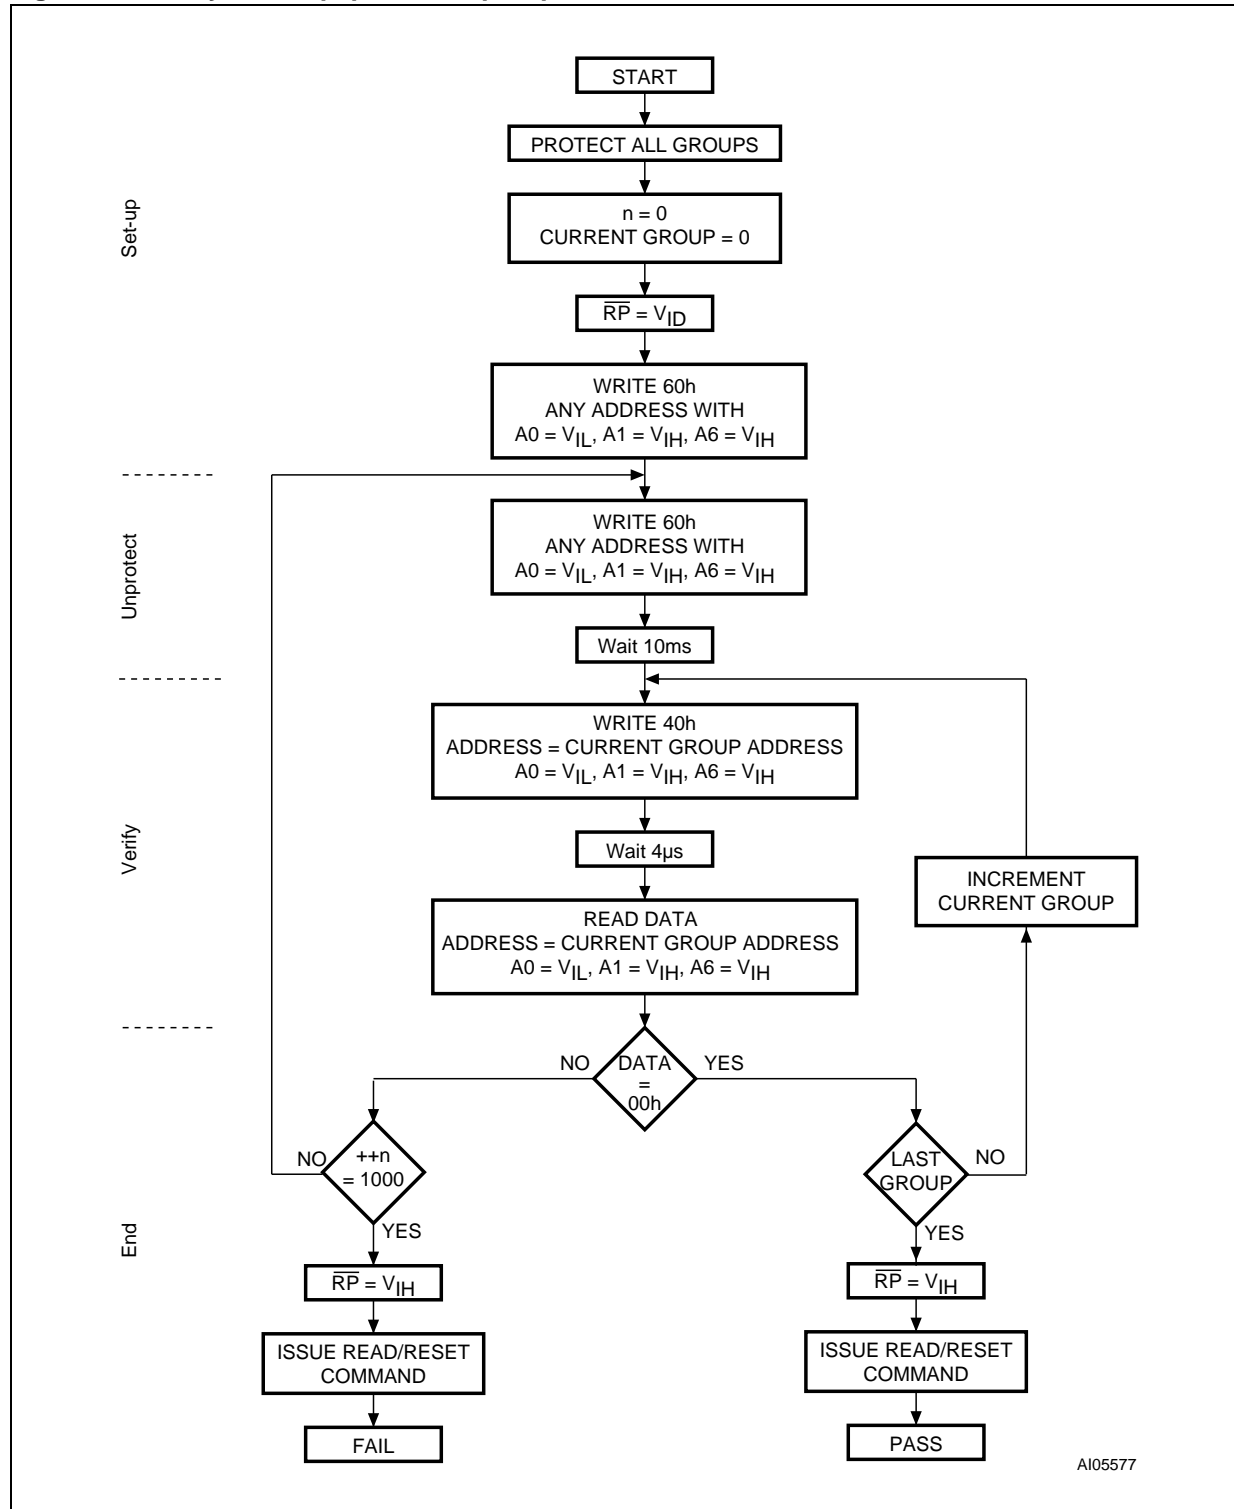 START
PROTECT ALL GROUPS
n = 0
CURRENT GROUP = 0
Set-up
RP = VID
WRITE 60h
ANY ADDRESS WITH
A0 = VIL, A1 = VIH, A6 = VIH
WRITE 60h
ANY ADDRESS WITH
A0 = VIL, A1 = VIH, A6 = VIH
Unprotect
Wait 10ms
WRITE 40h
ADDRESS = CURRENT GROUP ADDRESS
A0 = VIL, A1 = VIH, A6 = VIH
Verify
Wait 4µs
INCREMENT
CURRENT GROUP
READ DATA
ADDRESS = CURRENT GROUP ADDRESS
A0 = VIL, A1 = VIH, A6 = VIH
NO
DATA
=
00h
YES
NO
++n
= 1000
YES
LAST
GROUP
NO
YES
End
RP = VIH
RP = VIH
ISSUE READ/RESET
COMMAND
ISSUE READ/RESET
COMMAND
FAIL
PASS
AI05577